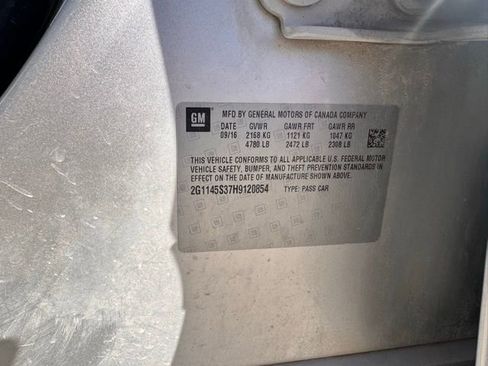 GM
MFD BY GENERAL MOTORS OF CANADA COMPANY
DATE GVWR GAWR FRT GAWR RR
09/16 2168 KG 1121 KG 1047 KG
4780 LB 2472 LB 2308 LB
THIS VEHICLE CONFORMS TO ALL APPLICABLE U.S. FEDERAL MOTOR
VEHICLE SAFETY, BUMPER, AND THEFT PREVENTION STANDARDS IN
EFFECT ON THE DATE OF MANUFACTURE SHOWN ABOVE.
2G1145S37H9120854 TYPE: PASS CAR